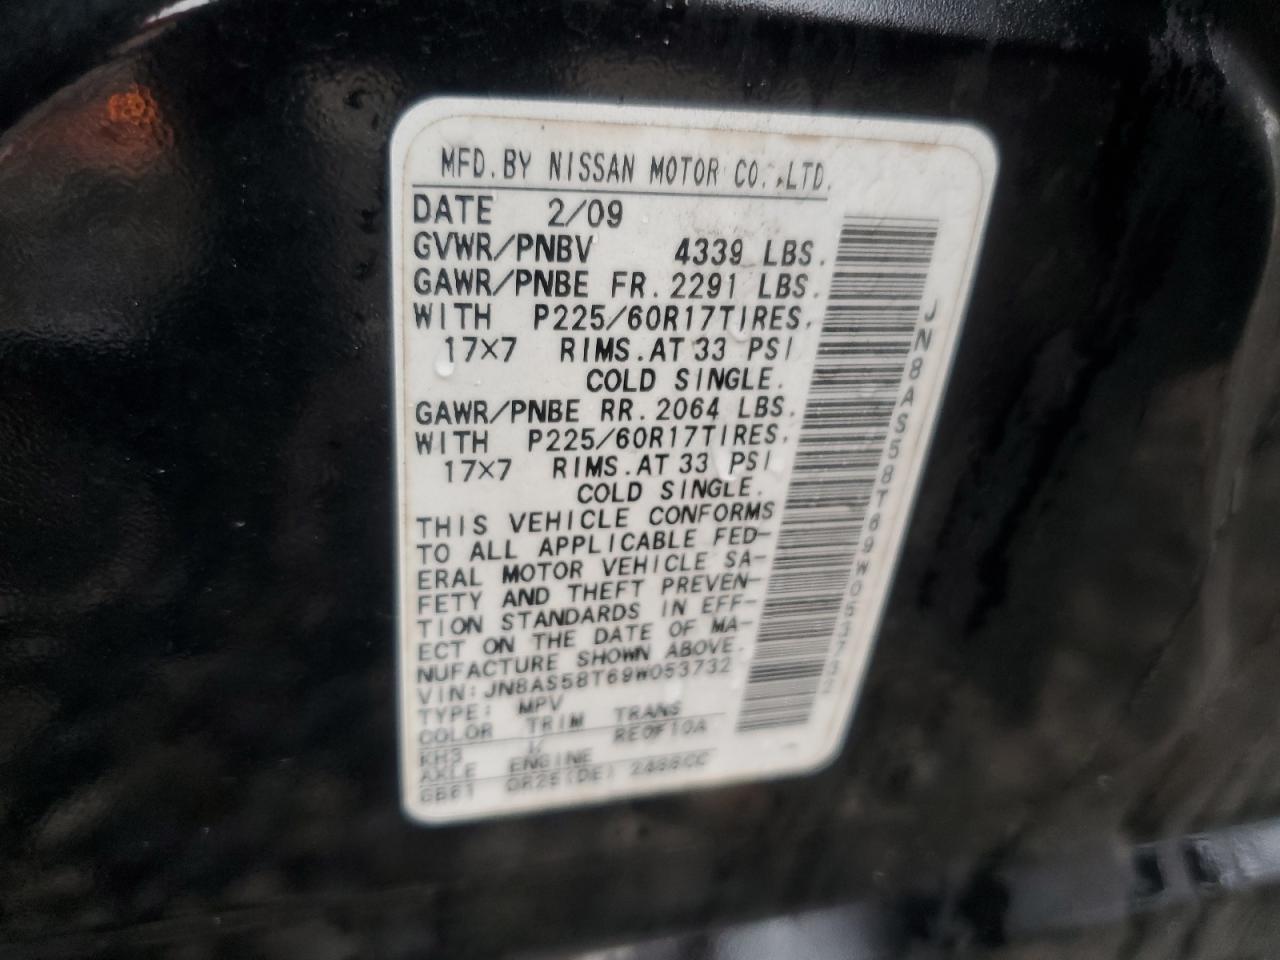 MFD. BY NISSAN MOTOR CO., LTD.
DATE 2/09
GVWR/PNBV 4339 LBS.
GAWR/PNBE FR. 2291 LBS.
WITH P225/60R17TIRES.
17×7 RIMS. AT 33 PSI
COLD SINGLE.
GAWR/PNBE RR. 2064 LBS.
WITH P225/60R17TIRES.
17×7 RIMS. AT 33 PSI
COLD SINGLE.
THIS VEHICLE CONFORMS
TO ALL APPLICABLE FED-
ERAL MOTOR VEHICLE SA-
FETY AND THEFT PREVEN-
TION STANDARDS IN EFF-
ECT ON THE DATE OF MA-
NUFACTURE SHOWN ABOVE.
VIN: JN8AS58T69W053732
TYPE: MPV
COLOR TRIM TRANS
KH3 K RE0F10A
AXLE ENGINE
GB61 QR25(DE) 2488CC
JN8AS58T69W053732